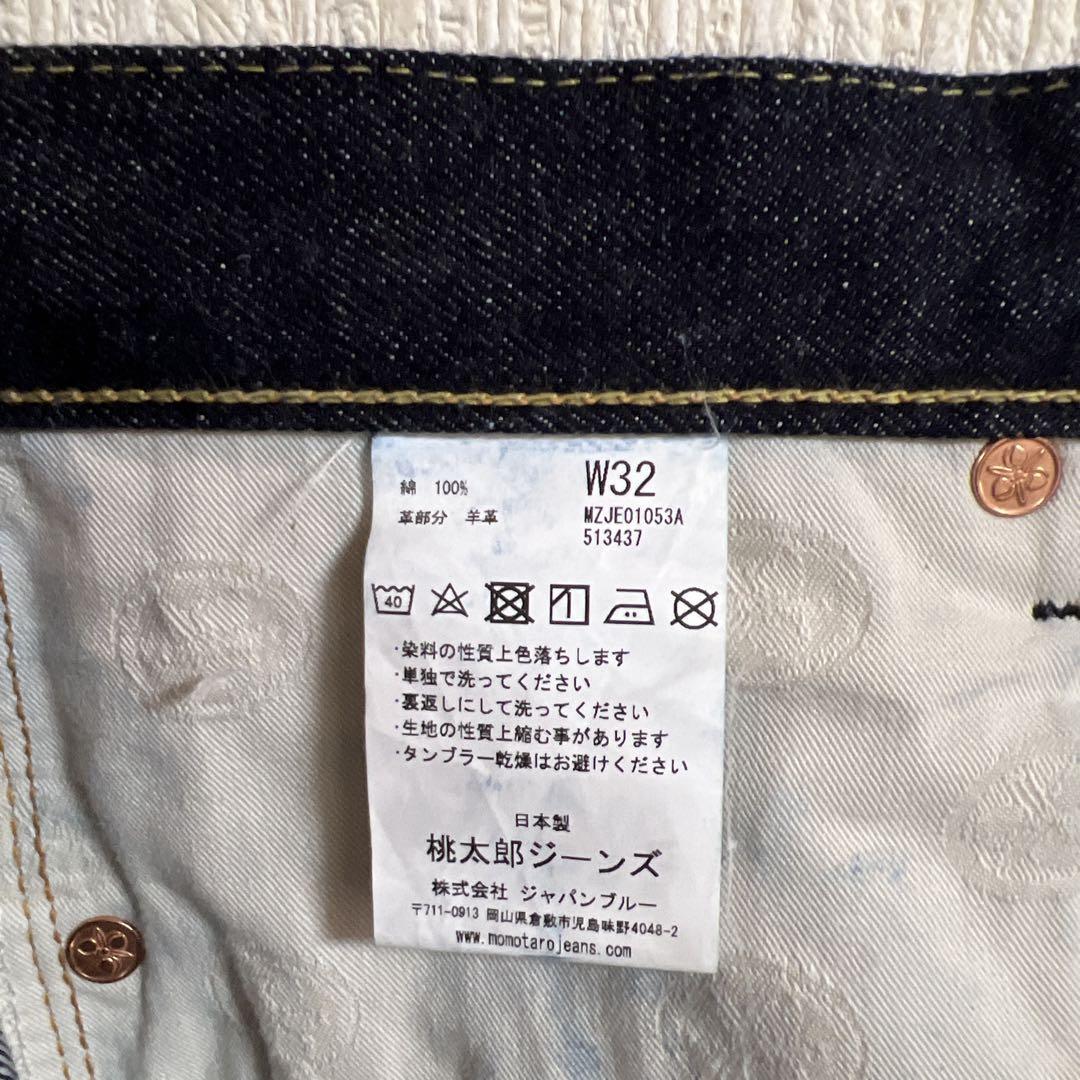 綿 100%
革部分 羊革
W32
MZJE01053A
513437
40
・染料の性質上色落ちします
・単独で洗ってください
・裏返しにして洗ってください
・生地の性質上縮む事があります
・タンブラー乾燥はお避けください
日本製
桃太郎ジーンズ
株式会社 ジャパンブルー
〒711-0913 岡山県倉敷市児島味野4048-2
www.momotarojeans.com